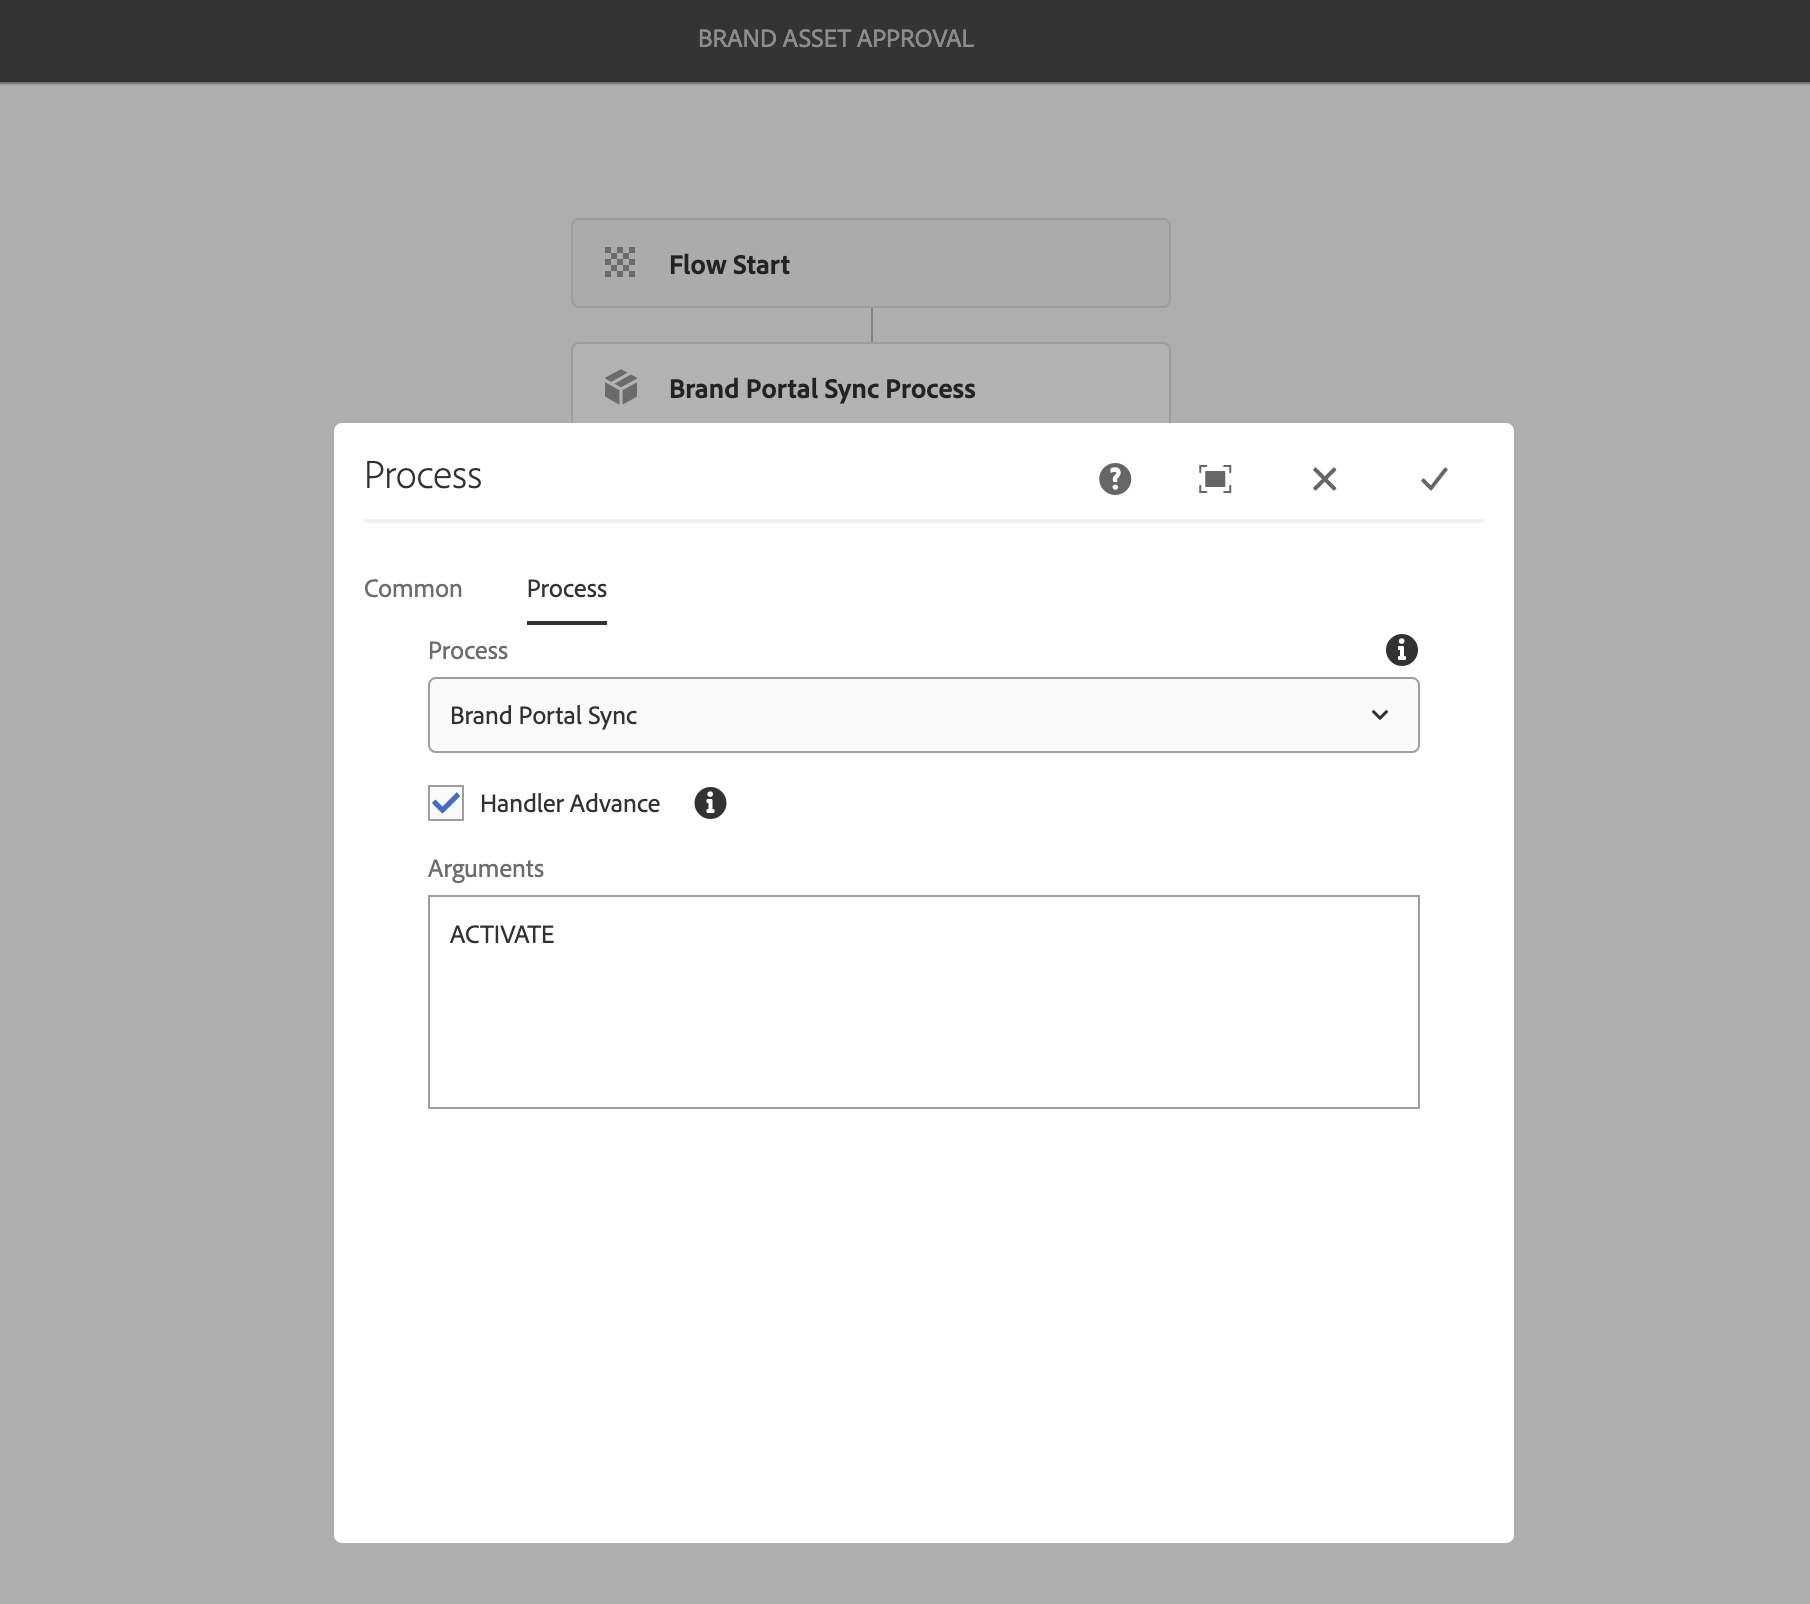 BRAND ASSET APPROVAL
Flow Start
Brand Portal Sync Process
Process
Common
Process
Process
Brand Portal Sync
Handler Advance
Arguments
ACTIVATE